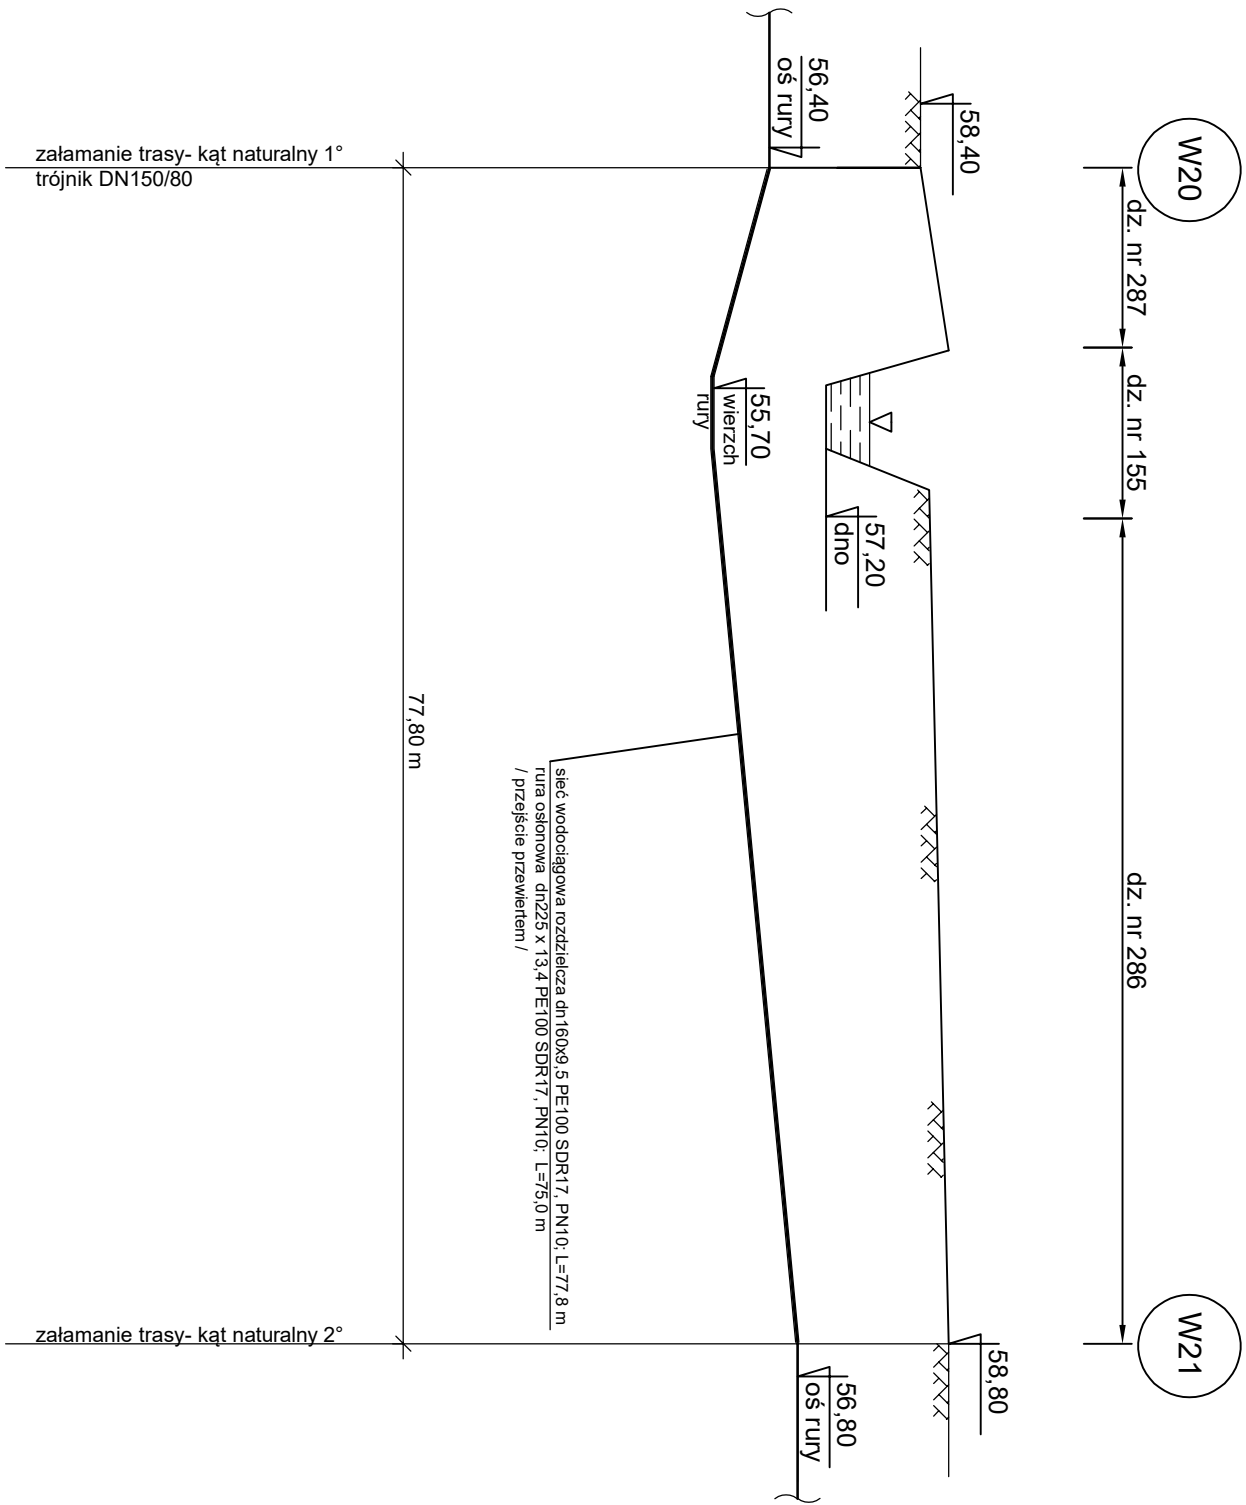 W20
W21
dz. nr 287
dz. nr 155
dz. nr 286
58,40
58,80
56,40
oś rury
57,20
dno
55,70
wierzch
rury
56,80
oś rury
sieć wodociągowa rozdzielcza dn160x9,5 PE100 SDR17, PN10; L=77,8 m
rura osłonowa dn225 x 13,4 PE100 SDR17, PN10; L=75,0 m
/ przejście przewiertem /
77,80 m
załamanie trasy- kąt naturalny 1°
trójnik DN150/80
załamanie trasy- kąt naturalny 2°